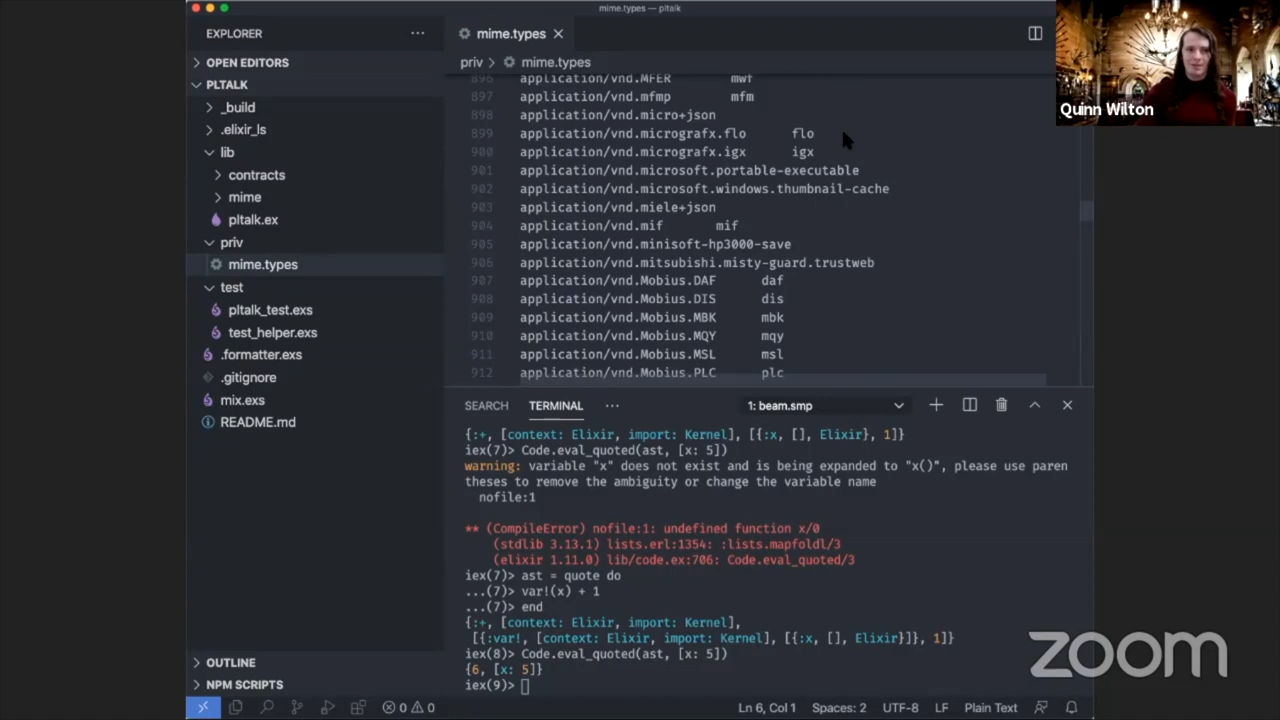 mime.types — pltalk
EXPLORER
OPEN EDITORS
PLTALK
_build
.elixir_ls
lib
contracts
mime
pltalk.ex
priv
mime.types
test
pltalk_test.exs
test_helper.exs
.formatter.exs
.gitignore
mix.exs
README.md
OUTLINE
NPM SCRIPTS
mime.types
priv > mime.types
896 application/vnd.MFER mwf
897 application/vnd.mfmp mfm
898 application/vnd.micro+json
899 application/vnd.micrografx.flo flo
900 application/vnd.micrografx.igx igx
901 application/vnd.microsoft.portable-executable
902 application/vnd.microsoft.windows.thumbnail-cache
903 application/vnd.miele+json
904 application/vnd.mif mif
905 application/vnd.minisoft-hp3000-save
906 application/vnd.mitsubishi.misty-guard.trustweb
907 application/vnd.Mobius.DAF daf
908 application/vnd.Mobius.DIS dis
909 application/vnd.Mobius.MBK mbk
910 application/vnd.Mobius.MQY mqy
911 application/vnd.Mobius.MSL msl
912 application/vnd.Mobius.PLC plc
SEARCH TERMINAL ... 1: beam.smp
{:+, [context: Elixir, import: Kernel], [{:x, [], Elixir}, 1]}
iex(7)> Code.eval_quoted(ast, [x: 5])
warning: variable "x" does not exist and is being expanded to "x()", please use paren
theses to remove the ambiguity or change the variable name
nofile:1
** (CompileError) nofile:1: undefined function x/0
(stdlib 3.13.1) lists.erl:1354: :lists.mapfoldl/3
(elixir 1.11.0) lib/code.ex:706: Code.eval_quoted/3
iex(7)> ast = quote do
...(7)> var!(x) + 1
...(7)> end
{:+, [context: Elixir, import: Kernel],
[{:var!, [context: Elixir, import: Kernel], [{:x, [], Elixir}]}, 1]}
iex(8)> Code.eval_quoted(ast, [x: 5])
{6, [x: 5]}
iex(9)>
0 0 Ln 6, Col 1 Spaces: 2 UTF-8 LF Plain Text
Quinn Wilton
zoom